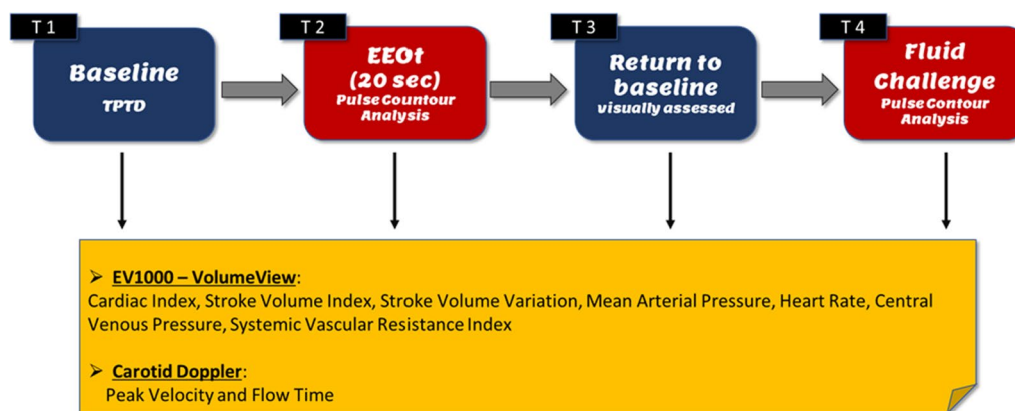 T 1
Baseline
TPTD
T 2
EEOt
(20 sec)
Pulse Countour
Analysis
T 3
Return to
baseline
visually assessed
T 4
Fluid
Challenge
Pulse Contour
Analysis
➤ EV1000 – VolumeView:
Cardiac Index, Stroke Volume Index, Stroke Volume Variation, Mean Arterial Pressure, Heart Rate, Central
Venous Pressure, Systemic Vascular Resistance Index
➤ Carotid Doppler:
Peak Velocity and Flow Time